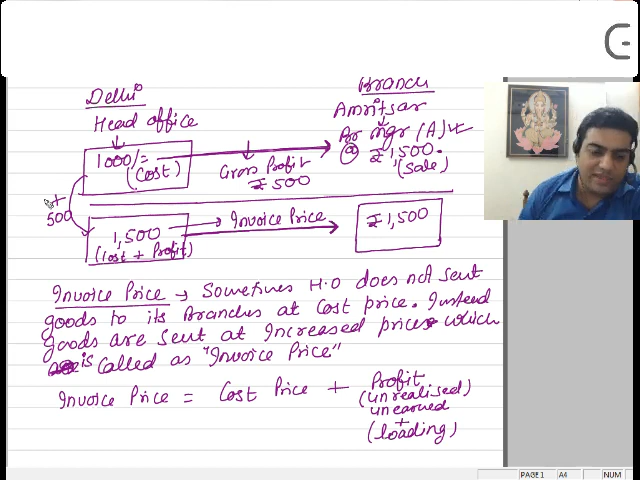 Delhi
Head office
Branch
Amritsar
1000/=
(Cost)
Gross Profit
₹ 500
mgr (A)
@ ₹ 1,500.
(Sale)
+
500
1,500
(Cost + Profit)
Invoice Price
₹ 1,500
Invoice Price → Sometimes H.O does not sent
goods to its Branches at Cost price. Instead
goods are sent at Increased price which
is called as "Invoice Price"
Invoice Price = Cost Price + Profit
(unrealised)
unearned
+
(loading)
PAGE 1 A4 NUM